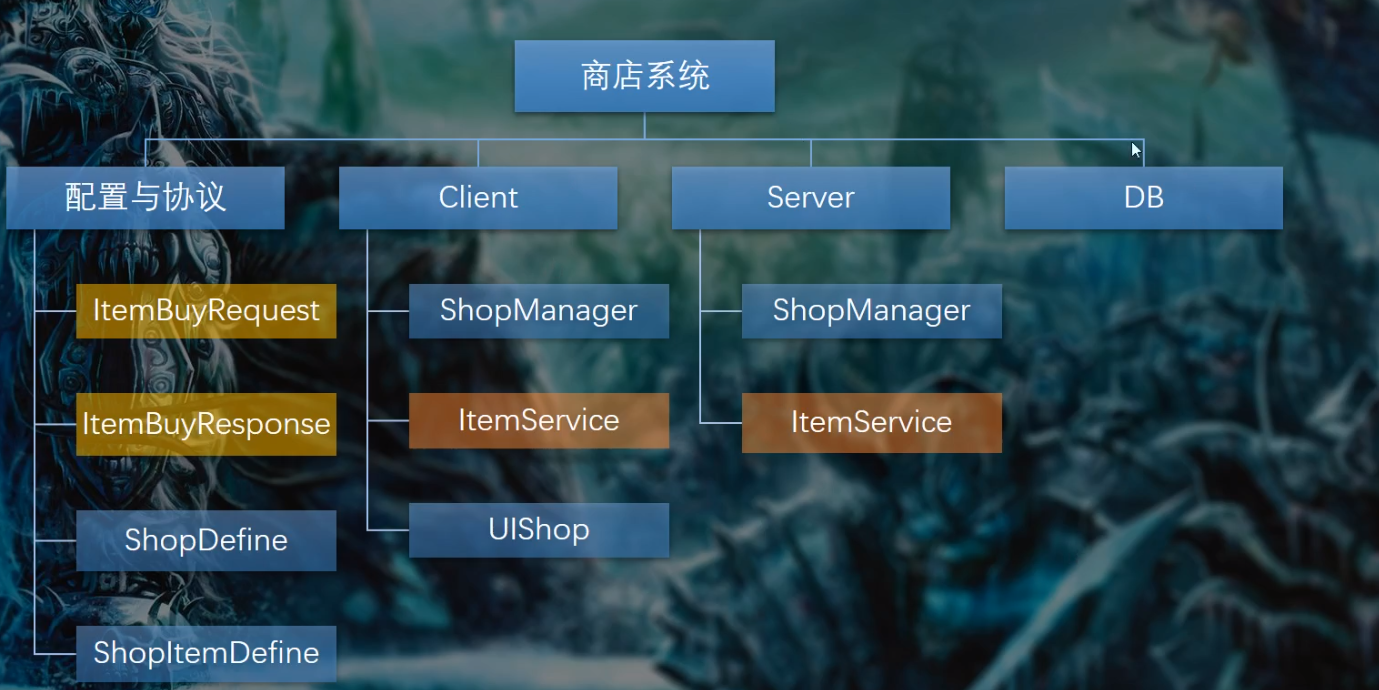 商店系统
配置与协议
Client
Server
DB
ItemBuyRequest
ShopManager
ShopManager
ItemBuyResponse
ItemService
ItemService
ShopDefine
UIShop
ShopItemDefine